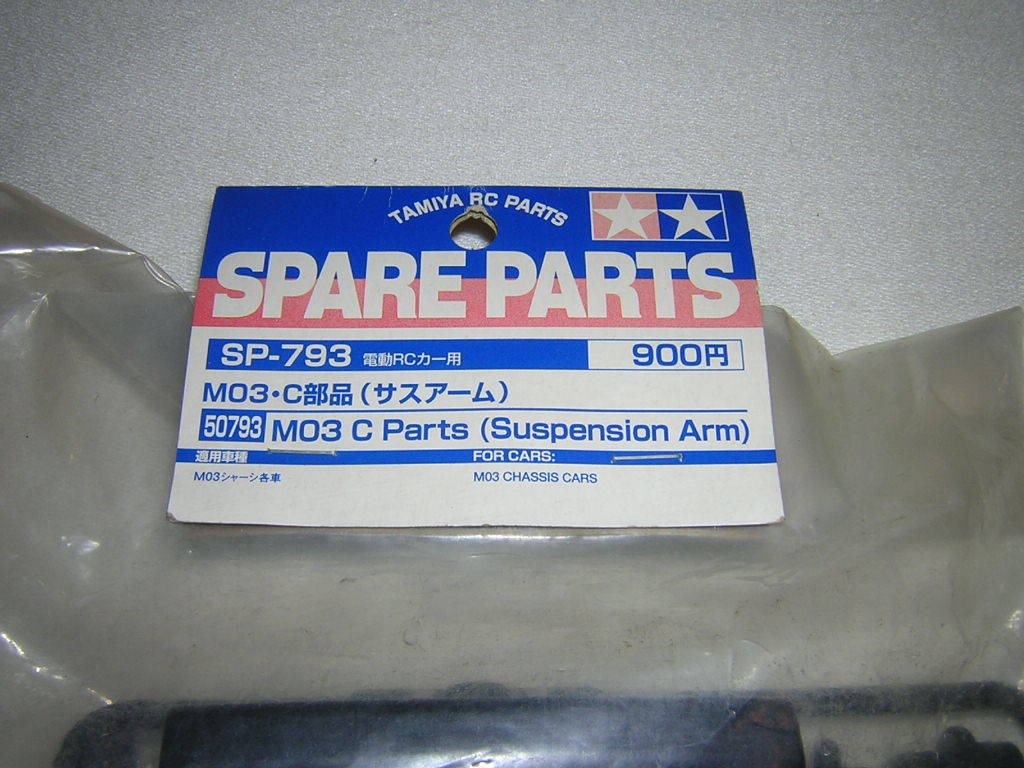 TAMIYA RC PARTS
SPARE PARTS
SP-793 電動RCカー用 900円
M03・C部品(サスアーム)
50793 M03 C Parts (Suspension Arm)
適用車種 FOR CARS:
M03シャーシ各車 M03 CHASSIS CARS